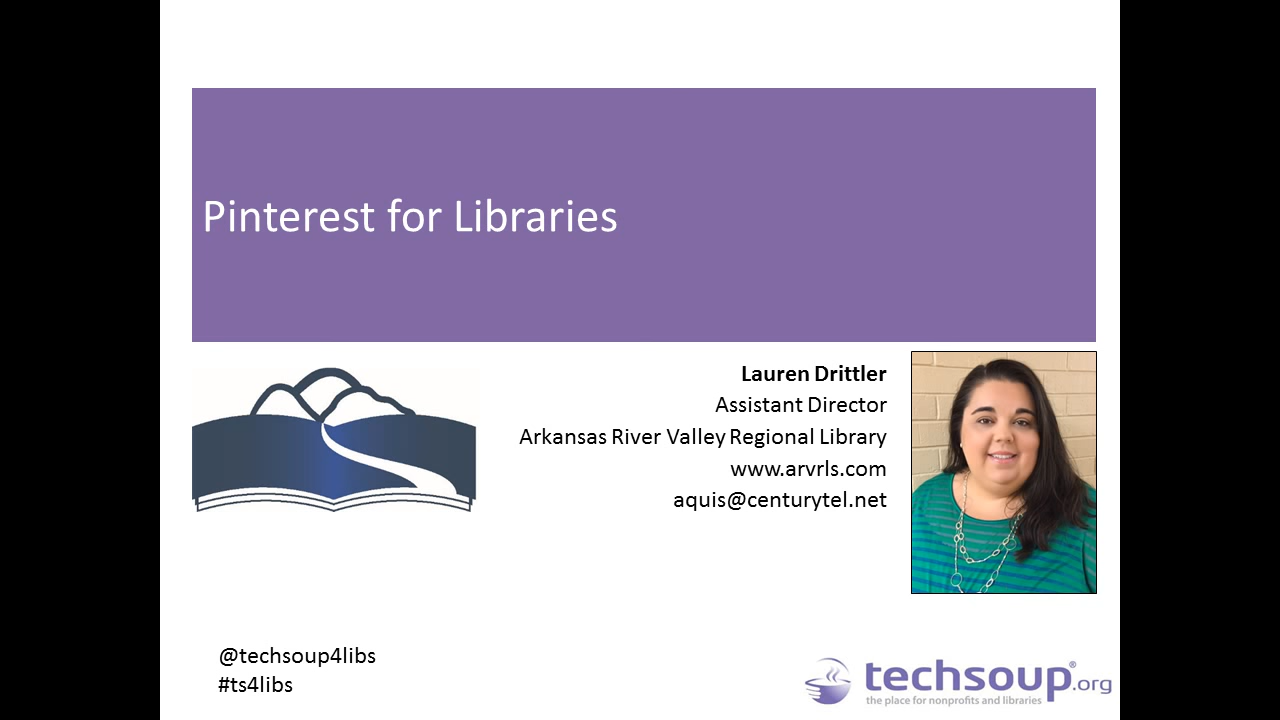 Pinterest for Libraries
Lauren Drittler
Assistant Director
Arkansas River Valley Regional Library
www.arvrls.com
aquis@centurytel.net
@techsoup4libs
#ts4libs
techsoup®.org
the place for nonprofits and libraries